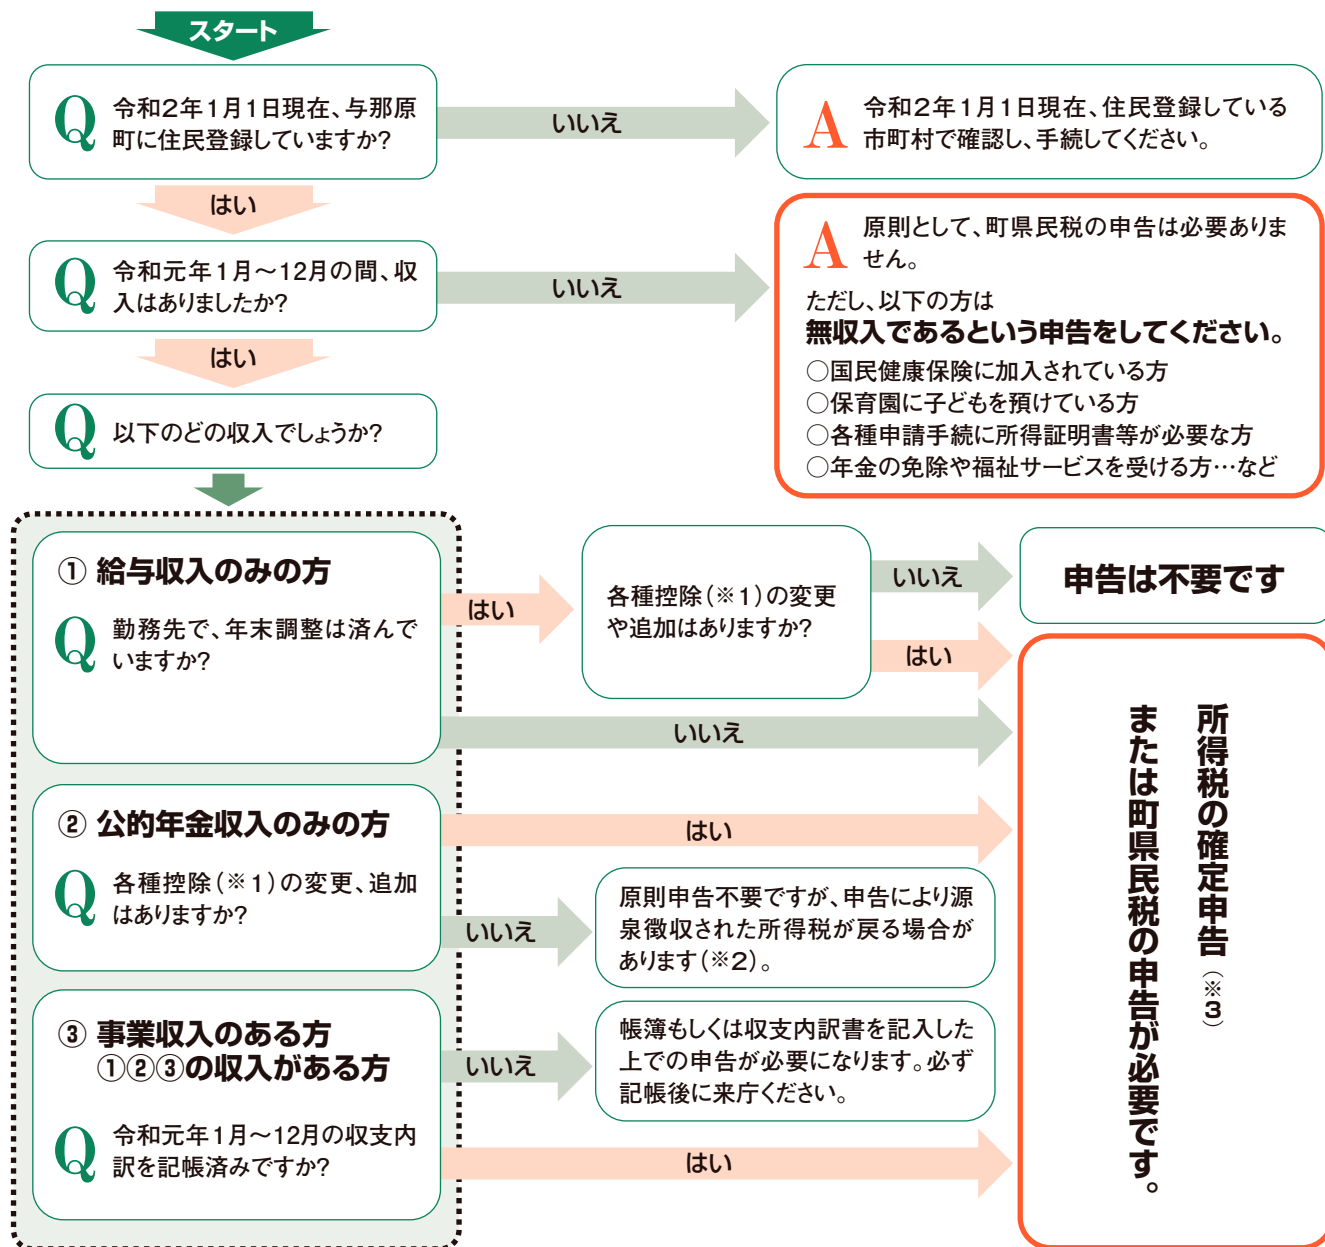 スタート
Q 令和2年1月1日現在、与那原
町に住民登録していますか?
いいえ
A 令和2年1月1日現在、住民登録している
市町村で確認し、手続してください。
はい
Q 令和元年1月〜12月の間、収
入はありましたか?
いいえ
A 原則として、町県民税の申告は必要ありま
せん。
ただし、以下の方は
無収入であるという申告をしてください。
○国民健康保険に加入されている方
○保育園に子どもを預けている方
○各種申請手続に所得証明書等が必要な方
○年金の免除や福祉サービスを受ける方…など
はい
Q 以下のどの収入でしょうか?
① 給与収入のみの方
Q 勤務先で、年末調整は済んで
いますか?
はい
各種控除(※1)の変更
や追加はありますか?
いいえ
申告は不要です
はい
いいえ
② 公的年金収入のみの方
Q 各種控除(※1)の変更、追加
はありますか?
はい
いいえ
原則申告不要ですが、申告により源
泉徴収された所得税が戻る場合が
あります(※2)。
③ 事業収入のある方
①②③の収入がある方
Q 令和元年1月〜12月の収支内
訳を記帳済みですか?
いいえ
帳簿もしくは収支内訳書を記入した
上での申告が必要になります。必ず
記帳後に来庁ください。
はい
所得税の確定申告(※3)
または町県民税の申告が必要です。